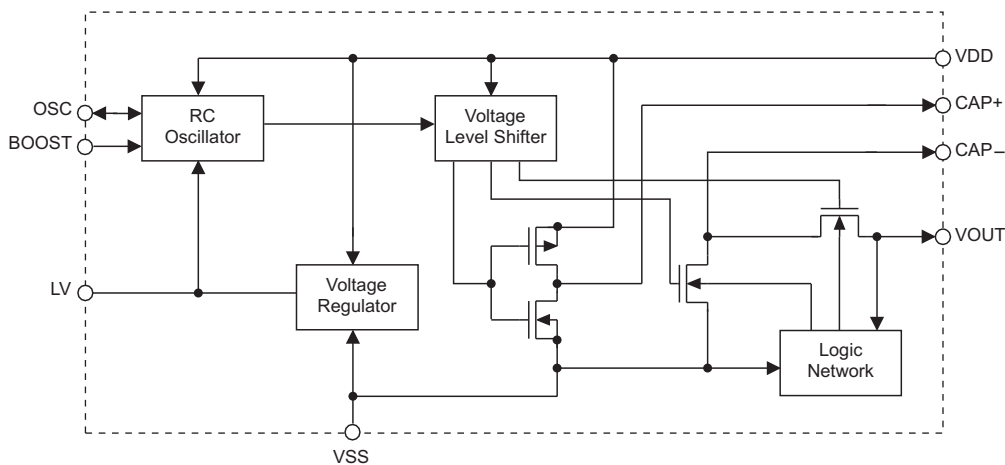 VDD
OSC
RC
Oscillator
Voltage
Level Shifter
CAP+
BOOST
CAP–
VOUT
LV
Voltage
Regulator
Logic
Network
VSS